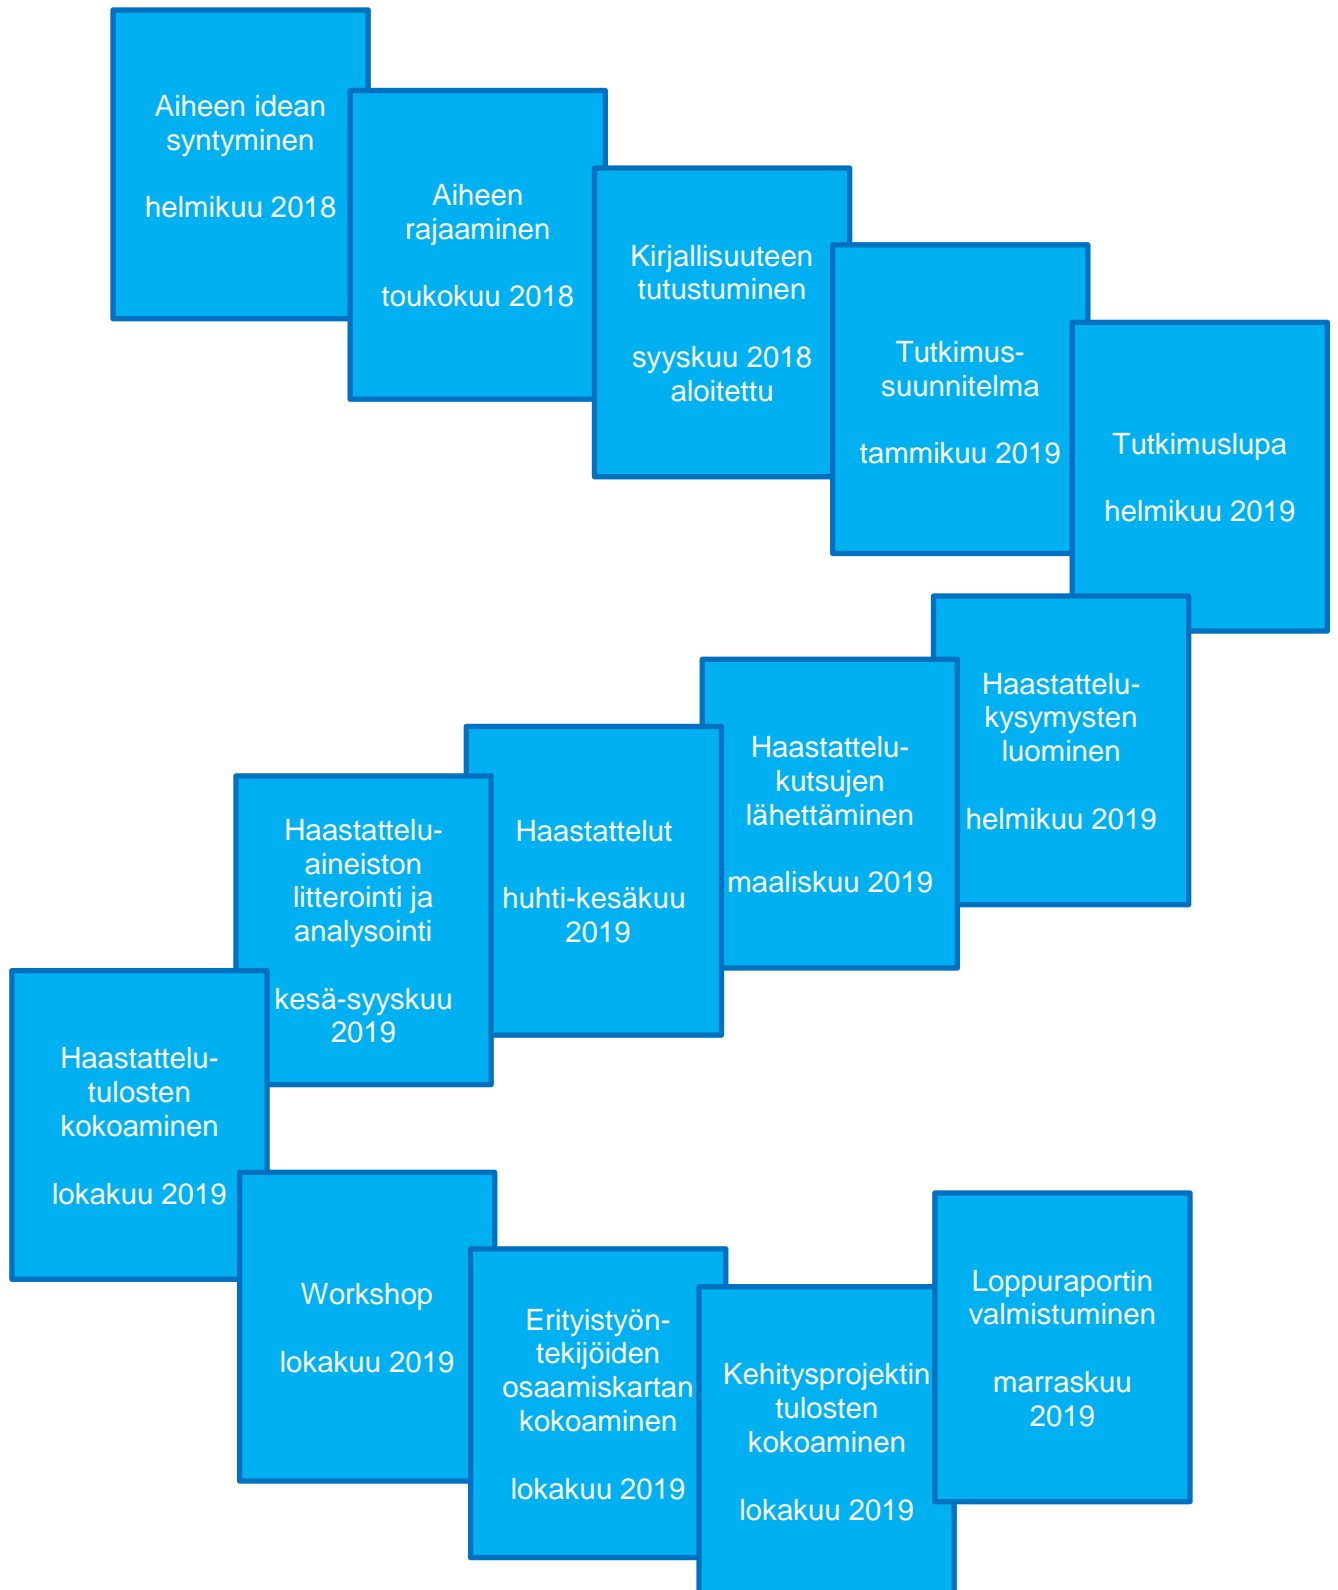 Aiheen idean
syntyminen
helmikuu 2018
Aiheen
rajaaminen
toukokuu 2018
Kirjallisuuteen
tutustuminen
syyskuu 2018
aloitettu
Tutkimus-
suunnitelma
tammikuu 2019
Tutkimuslupa
helmikuu 2019
Haastattelu-
kysymysten
luominen
helmikuu 2019
Haastattelu-
kutsujen
lähettäminen
maaliskuu 2019
Haastattelut
huhti-kesäkuu
2019
Haastattelu-
aineiston
litterointi ja
analysointi
kesä-syyskuu
2019
Haastattelu-
tulosten
kokoaminen
lokakuu 2019
Workshop
lokakuu 2019
Erityistyön-
tekijöiden
osaamiskartan
kokoaminen
lokakuu 2019
Kehitysprojektin
tulosten
kokoaminen
lokakuu 2019
Loppuraportin
valmistuminen
marraskuu
2019